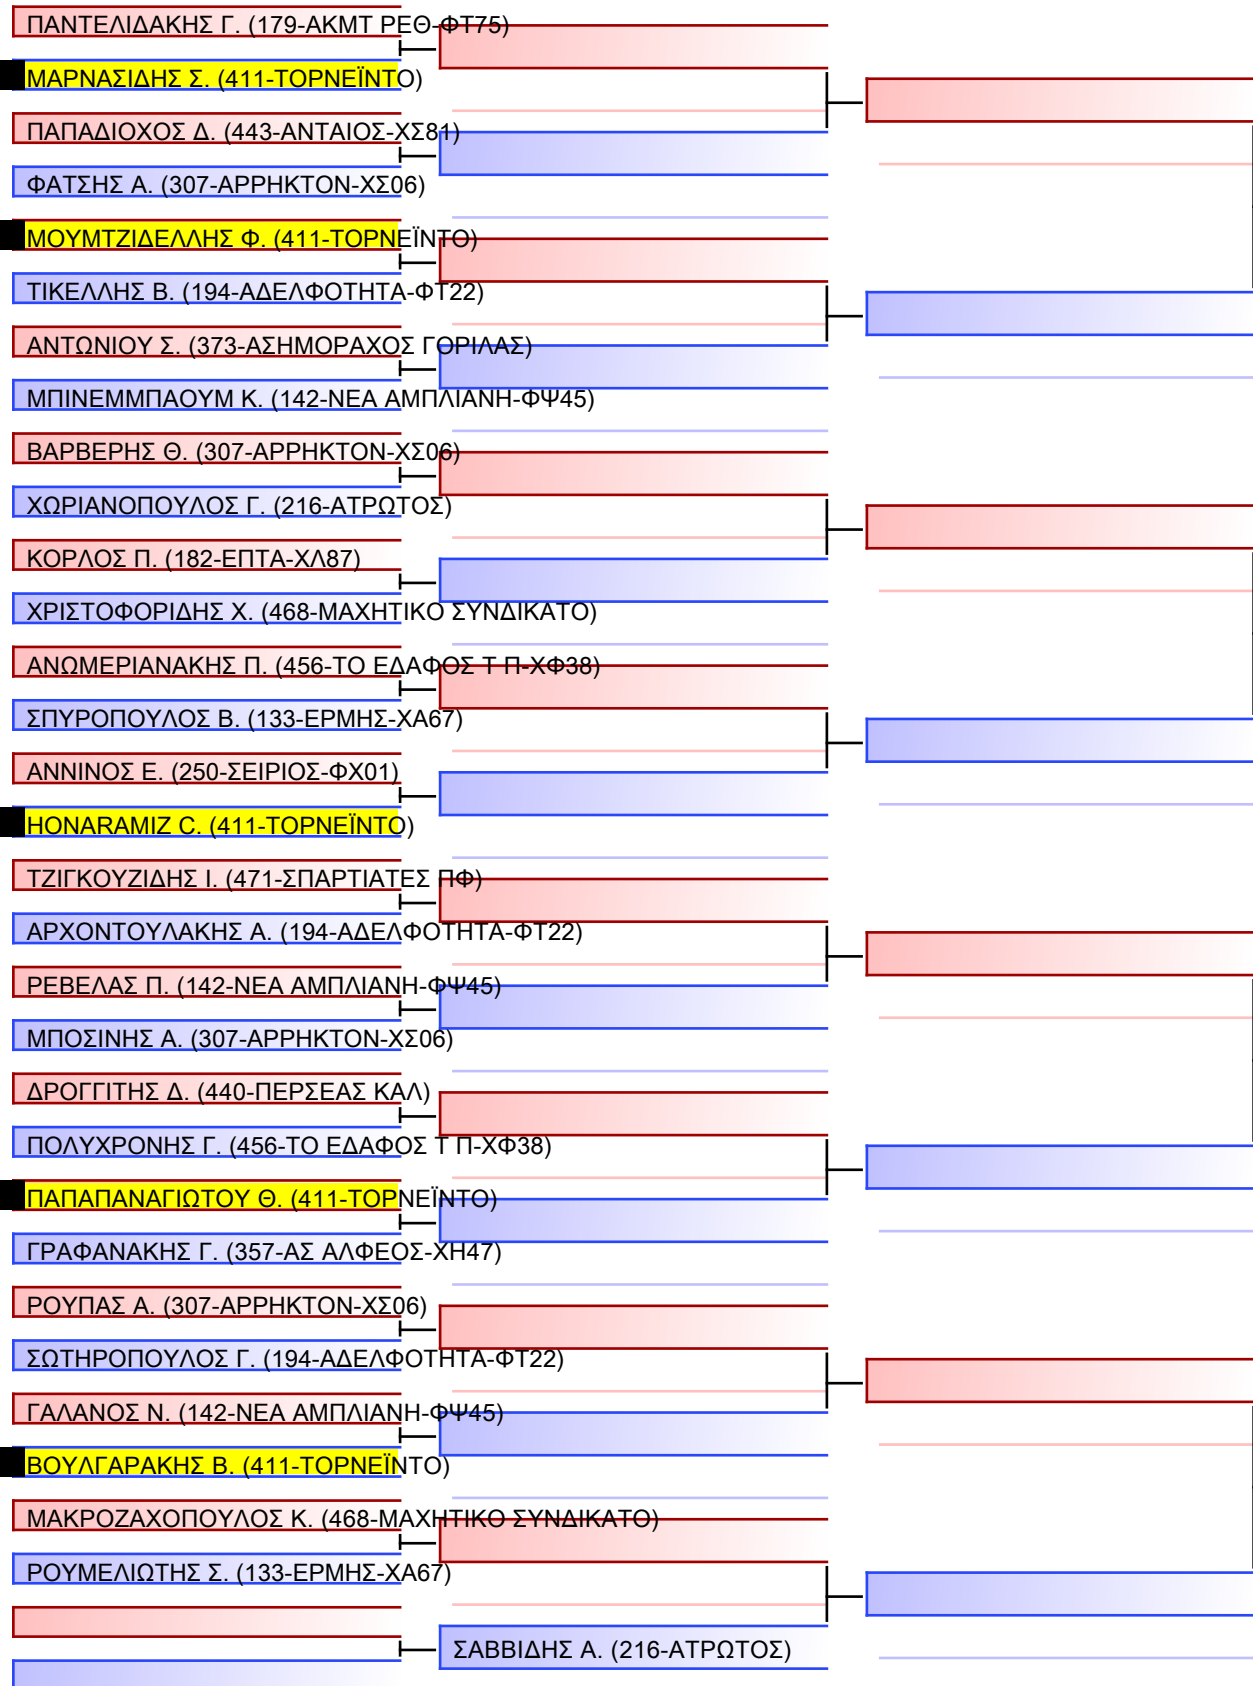 ΠΑΝΤΕΛΙΔΑΚΗΣ Γ. (179-ΑΚΜΤ ΡΕΘ-ΦΤ75)
ΜΑΡΝΑΣΙΔΗΣ Σ. (411-ΤΟΡΝΕΪΝΤΟ)
ΠΑΠΑΔΙΟΧΟΣ Δ. (443-ΑΝΤΑΙΟΣ-ΧΣ81)
ΦΑΤΣΗΣ Α. (307-ΑΡΡΗΚΤΟΝ-ΧΣ06)
ΜΟΥΜΤΖΙΔΕΛΛΗΣ Φ. (411-ΤΟΡΝΕΪΝΤΟ)
ΤΙΚΕΛΛΗΣ Β. (194-ΑΔΕΛΦΟΤΗΤΑ-ΦΤ22)
ΑΝΤΩΝΙΟΥ Σ. (373-ΑΣΗΜΟΡΑΧΟΣ ΓΟΡΙΛΑΣ)
ΜΠΙΝΕΜΜΠΑΟΥΜ Κ. (142-ΝΕΑ ΑΜΠΛΙΑΝΗ-ΦΨ45)
ΒΑΡΒΕΡΗΣ Θ. (307-ΑΡΡΗΚΤΟΝ-ΧΣ06)
ΧΩΡΙΑΝΟΠΟΥΛΟΣ Γ. (216-ΑΤΡΩΤΟΣ)
ΚΟΡΛΟΣ Π. (182-ΕΠΤΑ-ΧΛ87)
ΧΡΙΣΤΟΦΟΡΙΔΗΣ Χ. (468-ΜΑΧΗΤΙΚΟ ΣΥΝΔΙΚΑΤΟ)
ΑΝΩΜΕΡΙΑΝΑΚΗΣ Π. (456-ΤΟ ΕΔΑΦΟΣ Τ Π-ΧΦ38)
ΣΠΥΡΟΠΟΥΛΟΣ Β. (133-ΕΡΜΗΣ-ΧΑ67)
ΑΝΝΙΝΟΣ Ε. (250-ΣΕΙΡΙΟΣ-ΦΧ01)
HONARAMIZ C. (411-ΤΟΡΝΕΪΝΤΟ)
ΤΖΙΓΚΟΥΖΙΔΗΣ Ι. (471-ΣΠΑΡΤΙΑΤΕΣ ΠΦ)
ΑΡΧΟΝΤΟΥΛΑΚΗΣ Α. (194-ΑΔΕΛΦΟΤΗΤΑ-ΦΤ22)
ΡΕΒΕΛΑΣ Π. (142-ΝΕΑ ΑΜΠΛΙΑΝΗ-ΦΨ45)
ΜΠΟΣΙΝΗΣ Α. (307-ΑΡΡΗΚΤΟΝ-ΧΣ06)
ΔΡΟΓΓΙΤΗΣ Δ. (440-ΠΕΡΣΕΑΣ ΚΑΛ)
ΠΟΛΥΧΡΟΝΗΣ Γ. (456-ΤΟ ΕΔΑΦΟΣ Τ Π-ΧΦ38)
ΠΑΠΑΠΑΝΑΓΙΩΤΟΥ Θ. (411-ΤΟΡΝΕΪΝΤΟ)
ΓΡΑΦΑΝΑΚΗΣ Γ. (357-ΑΣ ΑΛΦΕΟΣ-ΧΗ47)
ΡΟΥΠΑΣ Α. (307-ΑΡΡΗΚΤΟΝ-ΧΣ06)
ΣΩΤΗΡΟΠΟΥΛΟΣ Γ. (194-ΑΔΕΛΦΟΤΗΤΑ-ΦΤ22)
ΓΑΛΑΝΟΣ Ν. (142-ΝΕΑ ΑΜΠΛΙΑΝΗ-ΦΨ45)
ΒΟΥΛΓΑΡΑΚΗΣ Β. (411-ΤΟΡΝΕΪΝΤΟ)
ΜΑΚΡΟΖΑΧΟΠΟΥΛΟΣ Κ. (468-ΜΑΧΗΤΙΚΟ ΣΥΝΔΙΚΑΤΟ)
ΡΟΥΜΕΛΙΩΤΗΣ Σ. (133-ΕΡΜΗΣ-ΧΑ67)
ΣΑΒΒΙΔΗΣ Α. (216-ΑΤΡΩΤΟΣ)